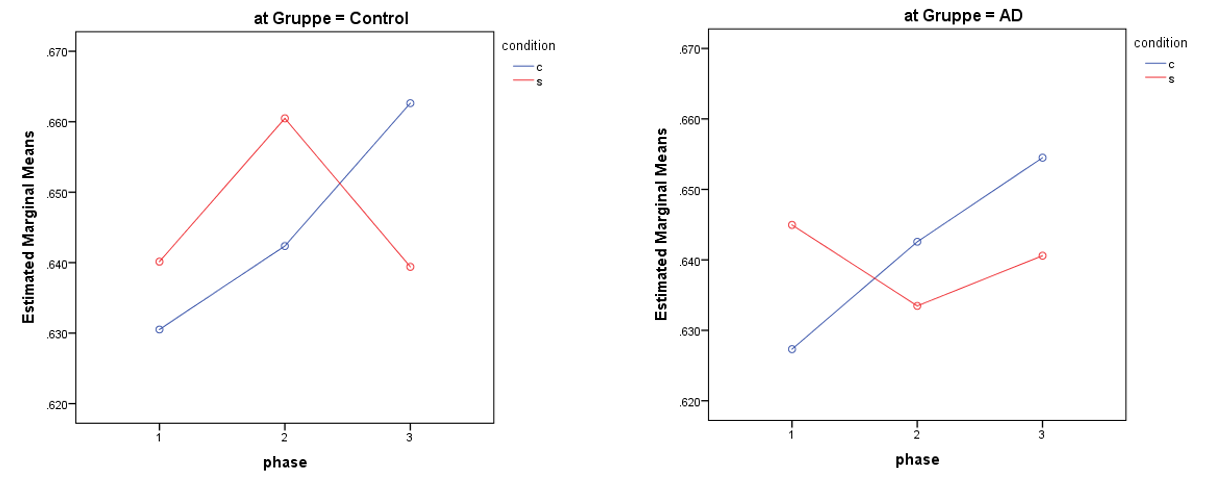 at Gruppe = Control
condition
c
s
.670
.660
.650
.640
.630
.620
Estimated Marginal Means
1 2 3
phase
at Gruppe = AD
condition
c
s
.670
.660
.650
.640
.630
.620
Estimated Marginal Means
1 2 3
phase